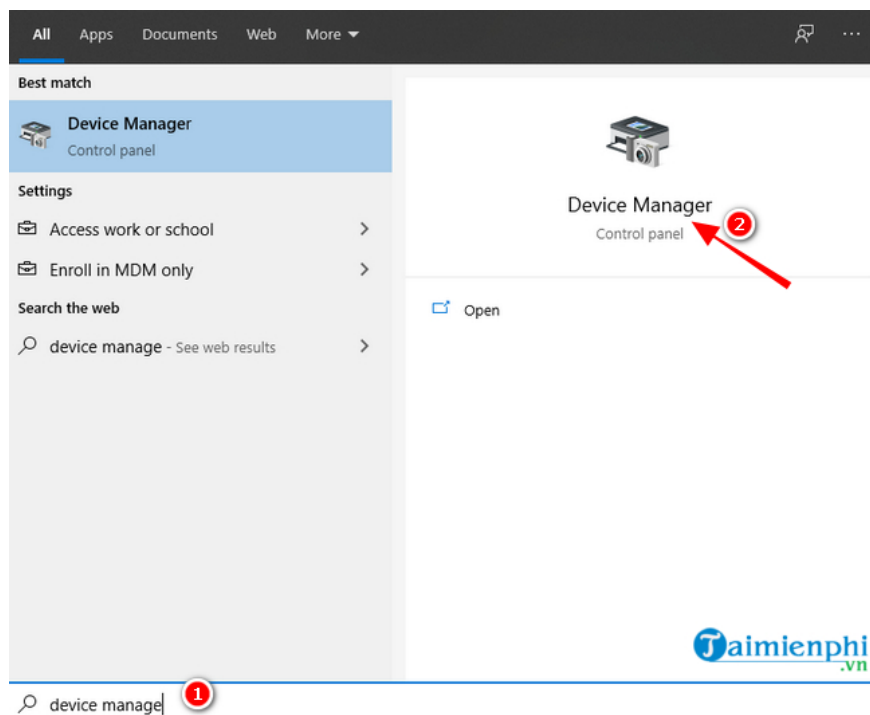 All Apps Documents Web More
Best match
Device Manager
Control panel
Settings
Access work or school
Enroll in MDM only
Search the web
device manage - See web results
Device Manager
2
Control panel
Open
Taimienphi
.vn
device manage
1